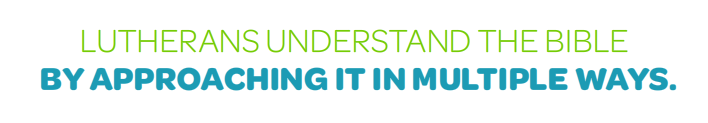 LUTHERANS UNDERSTAND THE BIBLE
BY APPROACHING IT IN MULTIPLE WAYS.